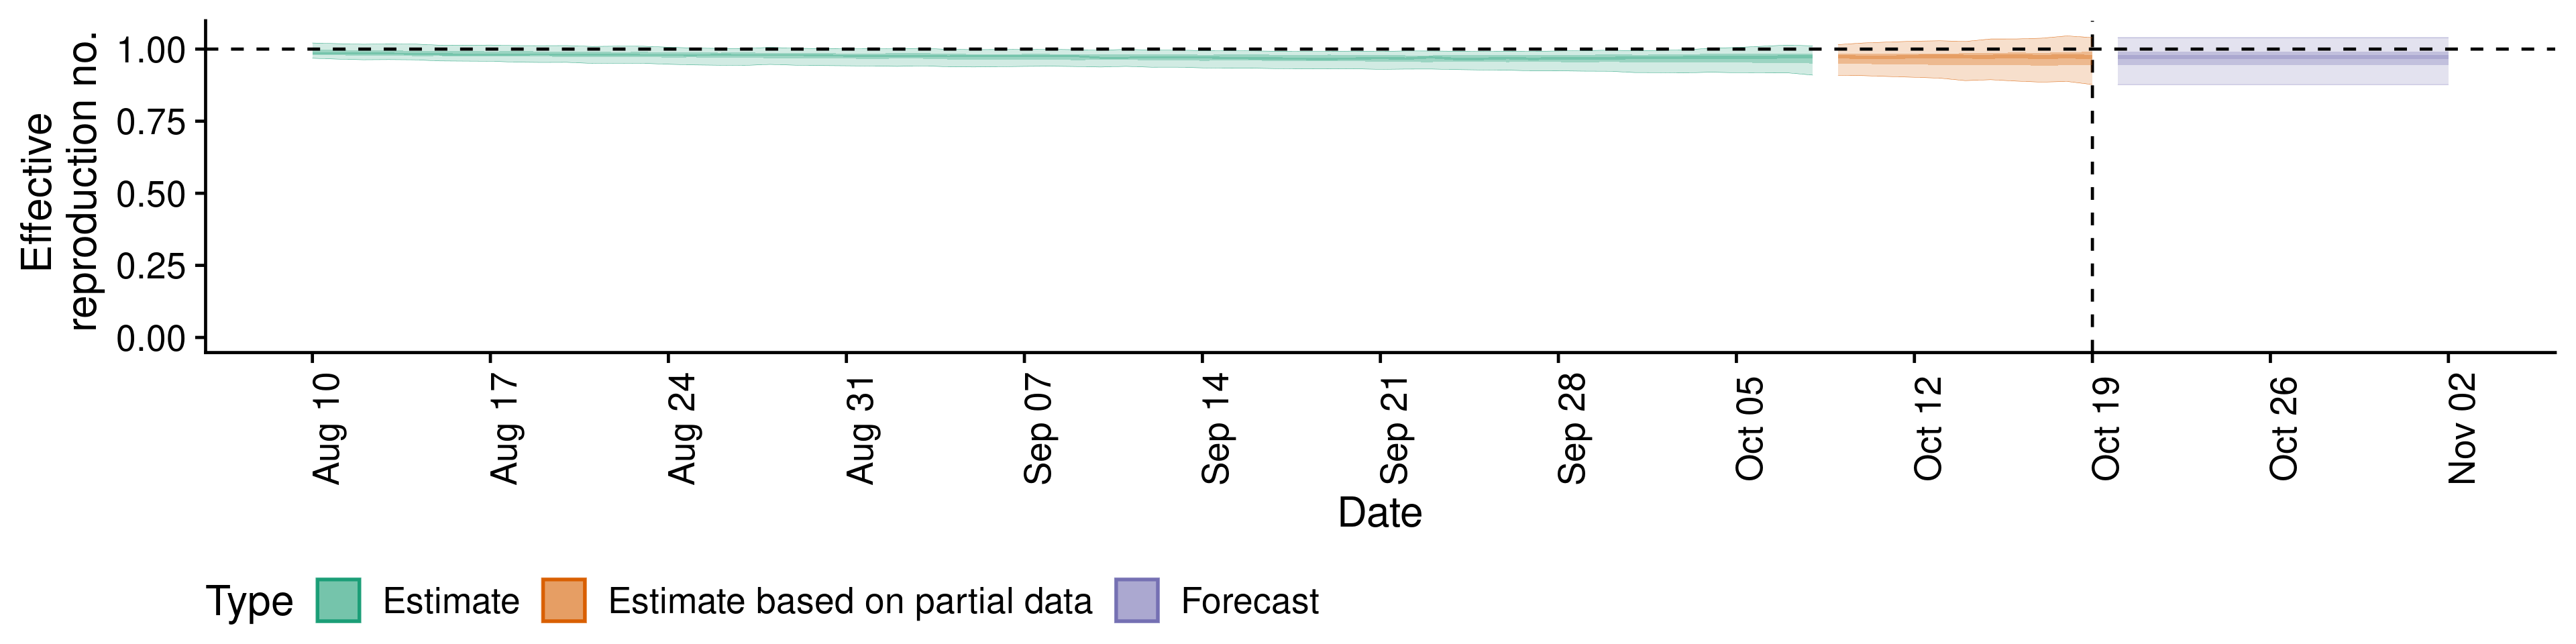 Effective
reproduction no.
1.00
0.75
0.50
0.25
0.00
Aug 10
Aug 17
Aug 24
Aug 31
Sep 07
Sep 14
Sep 21
Sep 28
Oct 05
Oct 12
Oct 19
Oct 26
Nov 02
Date
Type Estimate Estimate based on partial data Forecast